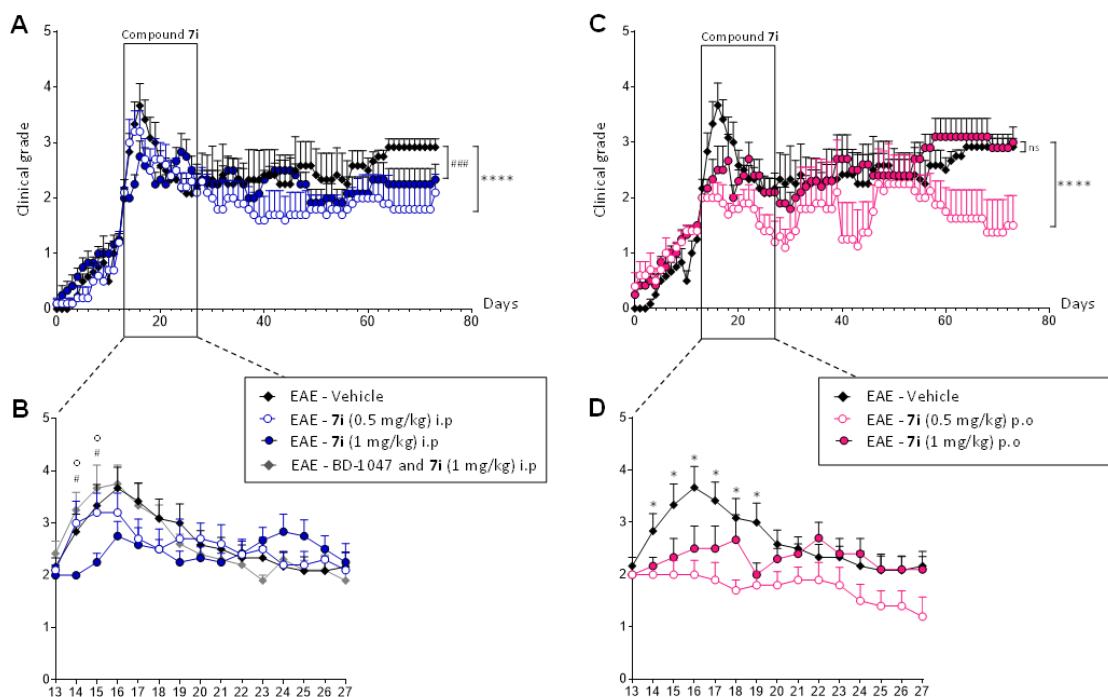 A
Compound 7i
5
4
3
2
1
0
Clinical grade
###
****
Days
0 20 40 60 80
C
Compound 7i
5
4
3
2
1
0
Clinical grade
ns
****
Days
0 20 40 60 80
EAE - Vehicle
EAE - 7i (0.5 mg/kg) i.p
EAE - 7i (1 mg/kg) i.p
EAE - BD-1047 and 7i (1 mg/kg) i.p
EAE - Vehicle
EAE - 7i (0.5 mg/kg) p.o
EAE - 7i (1 mg/kg) p.o
B
5
4
3
2
1
# #
13 14 15 16 17 18 19 20 21 22 23 24 25 26 27
D
5
4
3
2
1
* * * * * *
13 14 15 16 17 18 19 20 21 22 23 24 25 26 27